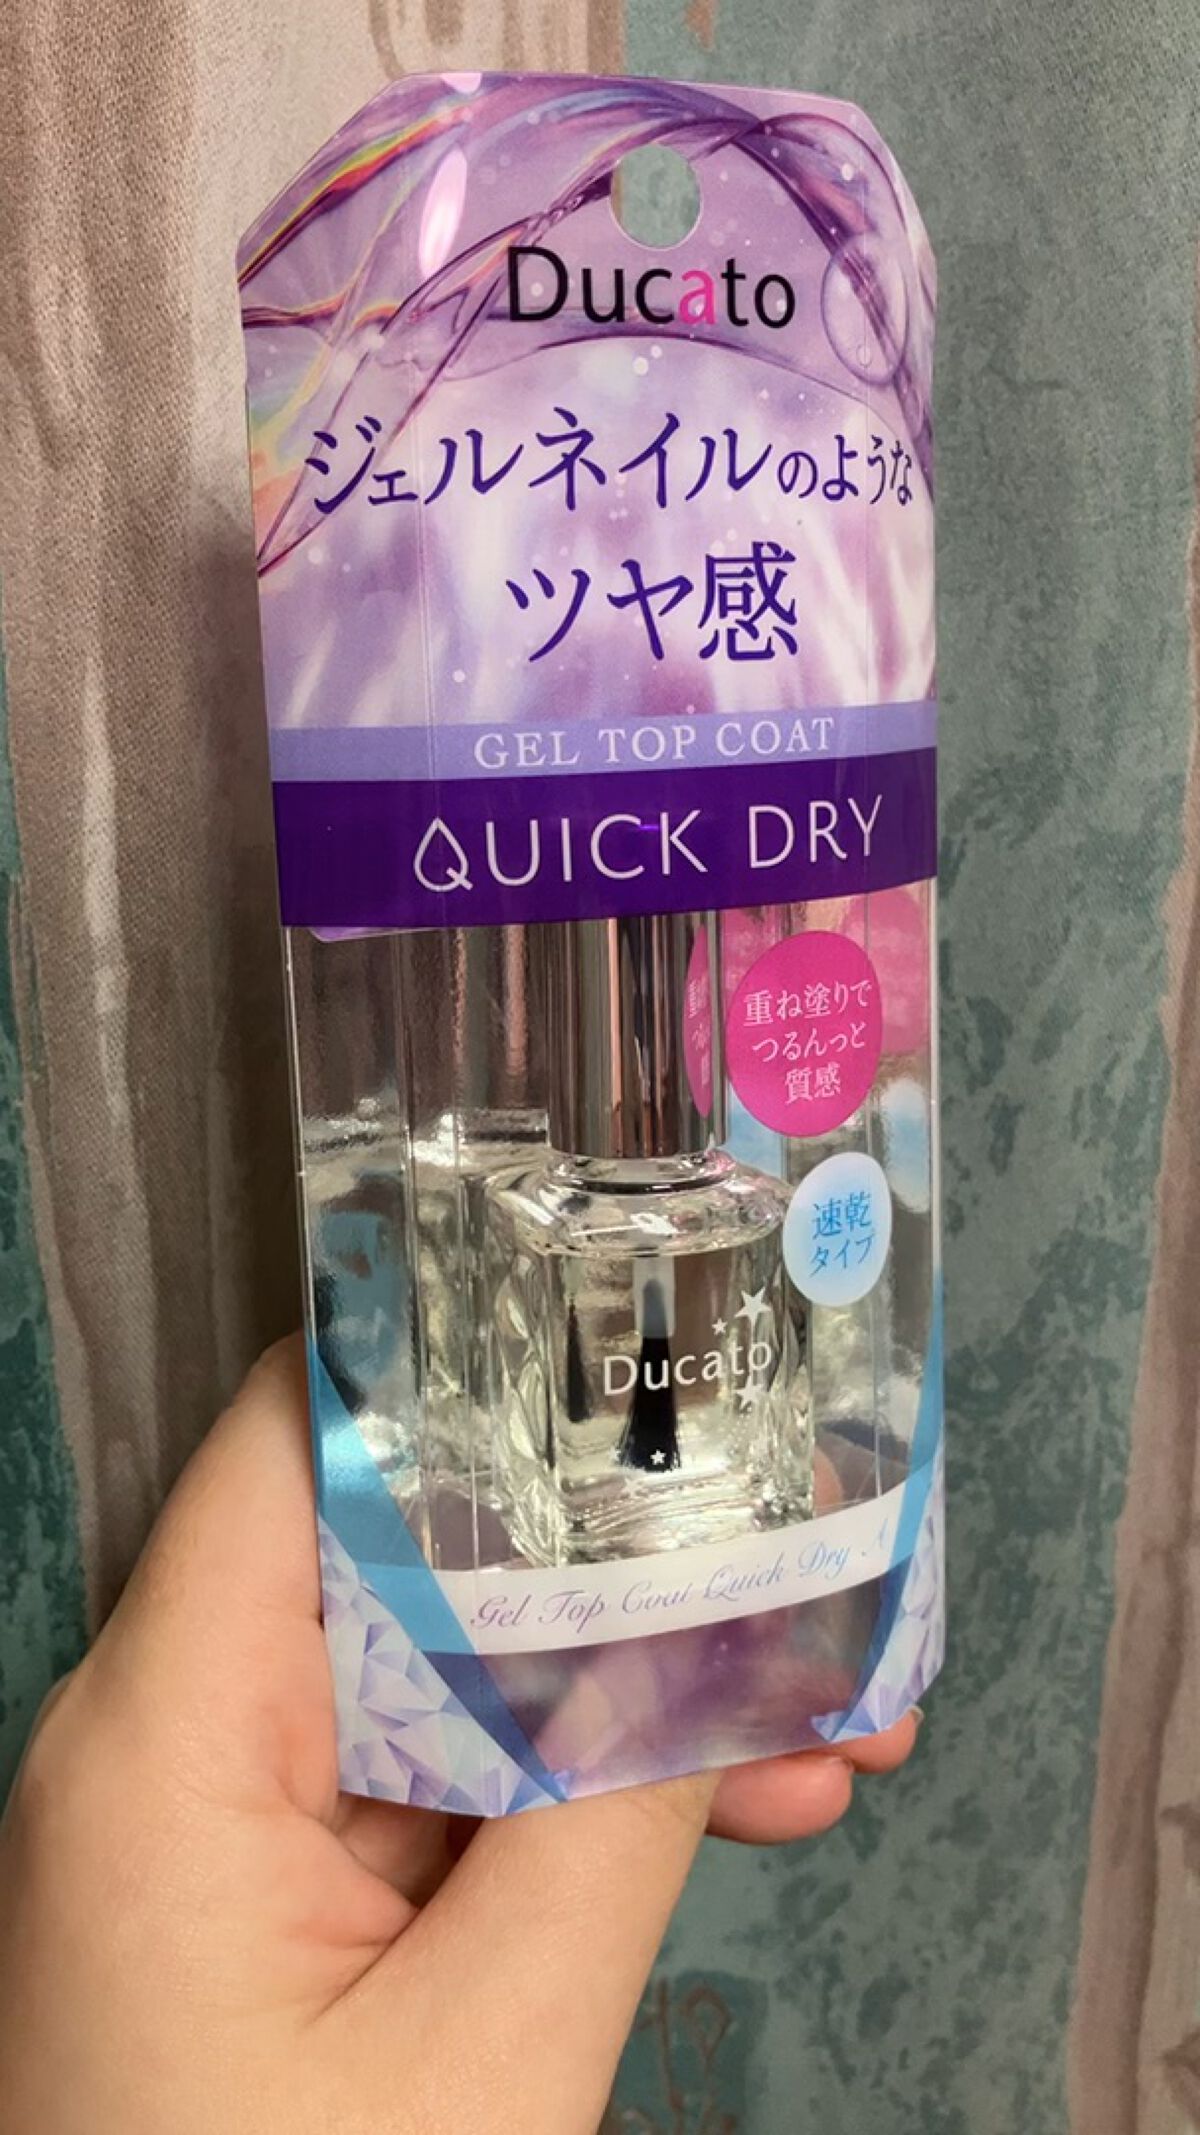 Ducato
ジェルネイルのような
ツヤ感
GEL TOP COAT
QUICK DRY
重ね塗りで
つるんっと
質感
速乾
タイプ
Ducato
Gel Top Coat Quick Dry A